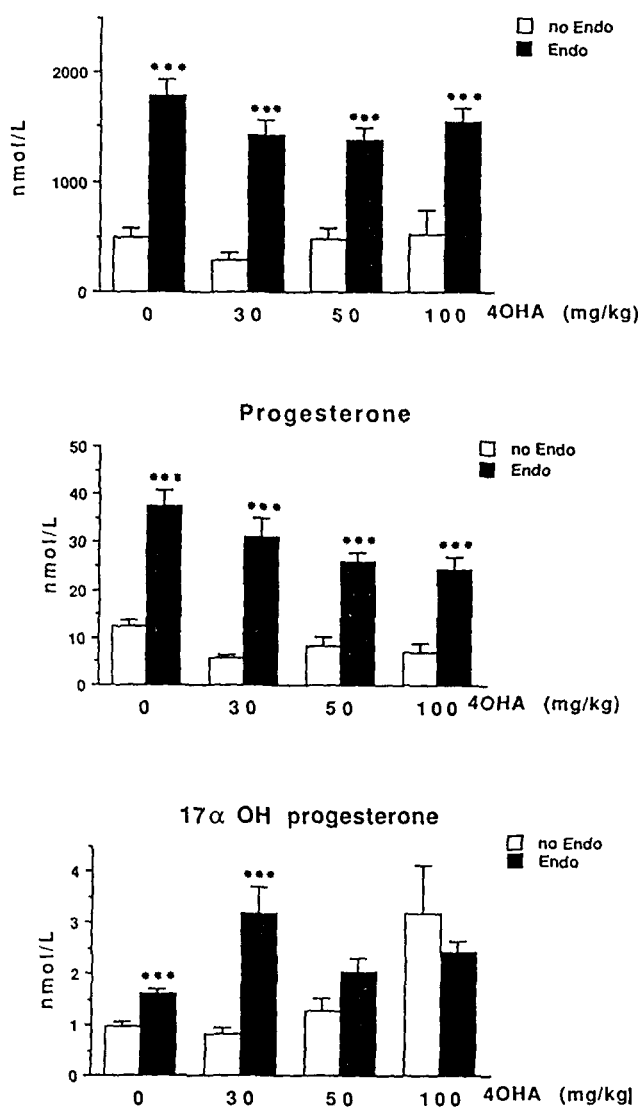 no Endo
Endo
***
***
***
***
2000
1000
0
nmol/L
0 30 50 100 4OHA (mg/kg)
Progesterone
no Endo
Endo
***
***
***
***
50
40
30
20
10
0
nmol/L
0 30 50 100 4OHA (mg/kg)
17α OH progesterone
no Endo
Endo
***
***
4
3
2
1
0
nmol/L
0 30 50 100 4OHA (mg/kg)